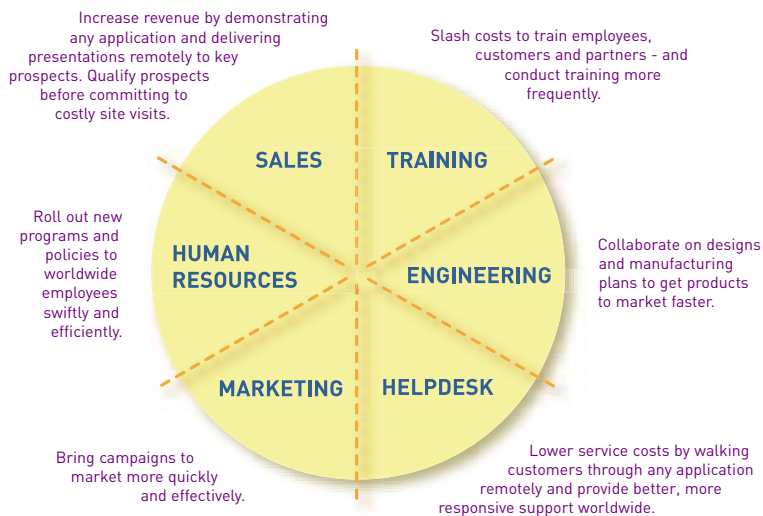 Increase revenue by demonstrating
any application and delivering
presentations remotely to key
prospects. Qualify prospects
before committing to
costly site visits.
Slash costs to train employees,
customers and partners - and
conduct training more
frequently.
SALES
TRAINING
Roll out new
programs and
policies to
worldwide
employees
swiftly and
efficiently.
HUMAN
RESOURCES
ENGINEERING
Collaborate on designs
and manufacturing
plans to get products
to market faster.
MARKETING
HELPDESK
Bring campaigns to
market more quickly
and effectively.
Lower service costs by walking
customers through any application
remotely and provide better, more
responsive support worldwide.